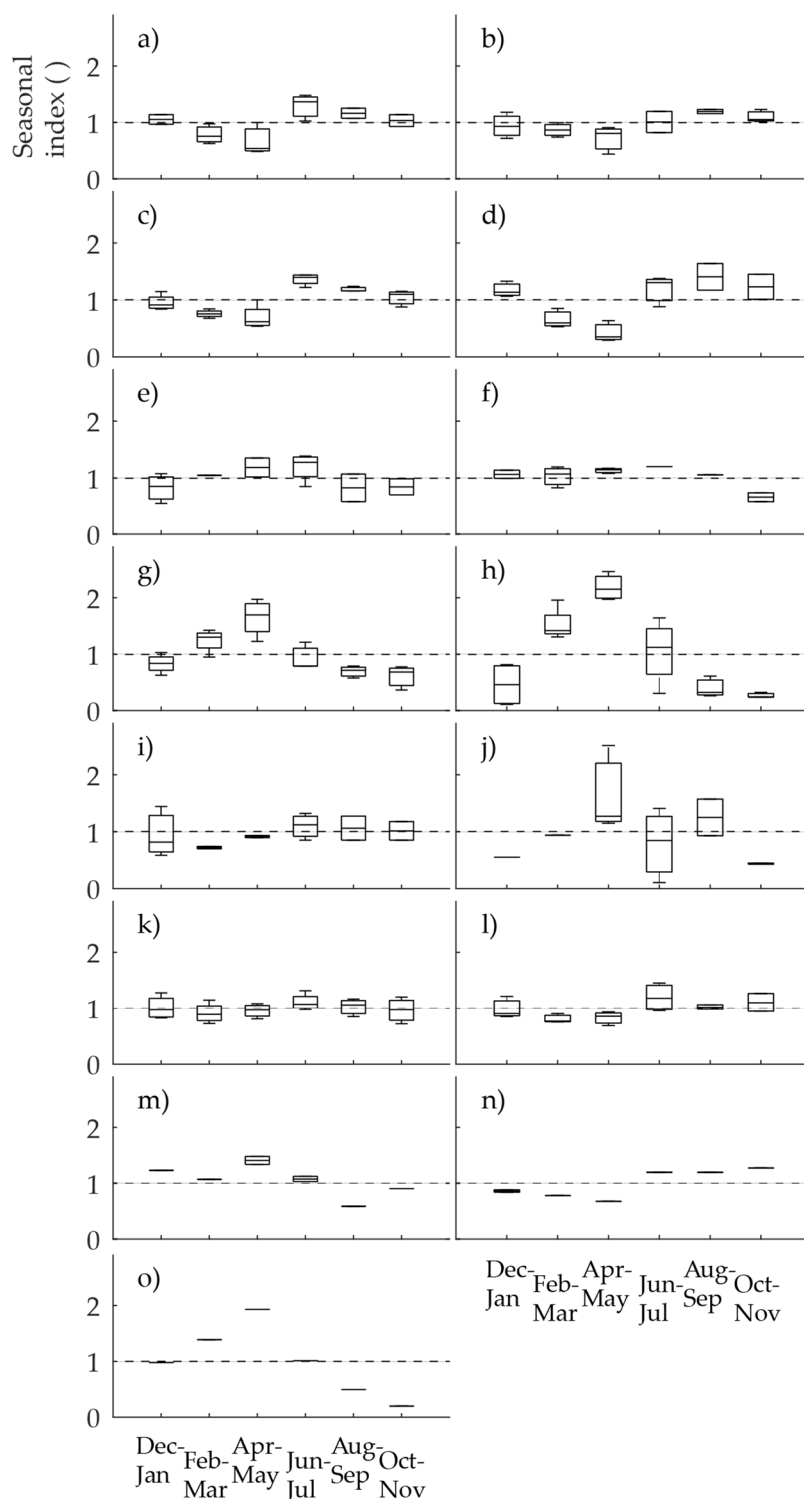 Seasonal
index ( )
a)
b)
2
1
0
c)
d)
2
1
0
e)
f)
2
1
0
g)
h)
2
1
0
i)
j)
2
1
0
k)
l)
2
1
0
m)
n)
2
1
0
o)
2
1
0
Dec-
Jan
Feb-
Mar
Apr-
May
Jun-
Jul
Aug-
Sep
Oct-
Nov
Dec-
Jan
Feb-
Mar
Apr-
May
Jun-
Jul
Aug-
Sep
Oct-
Nov